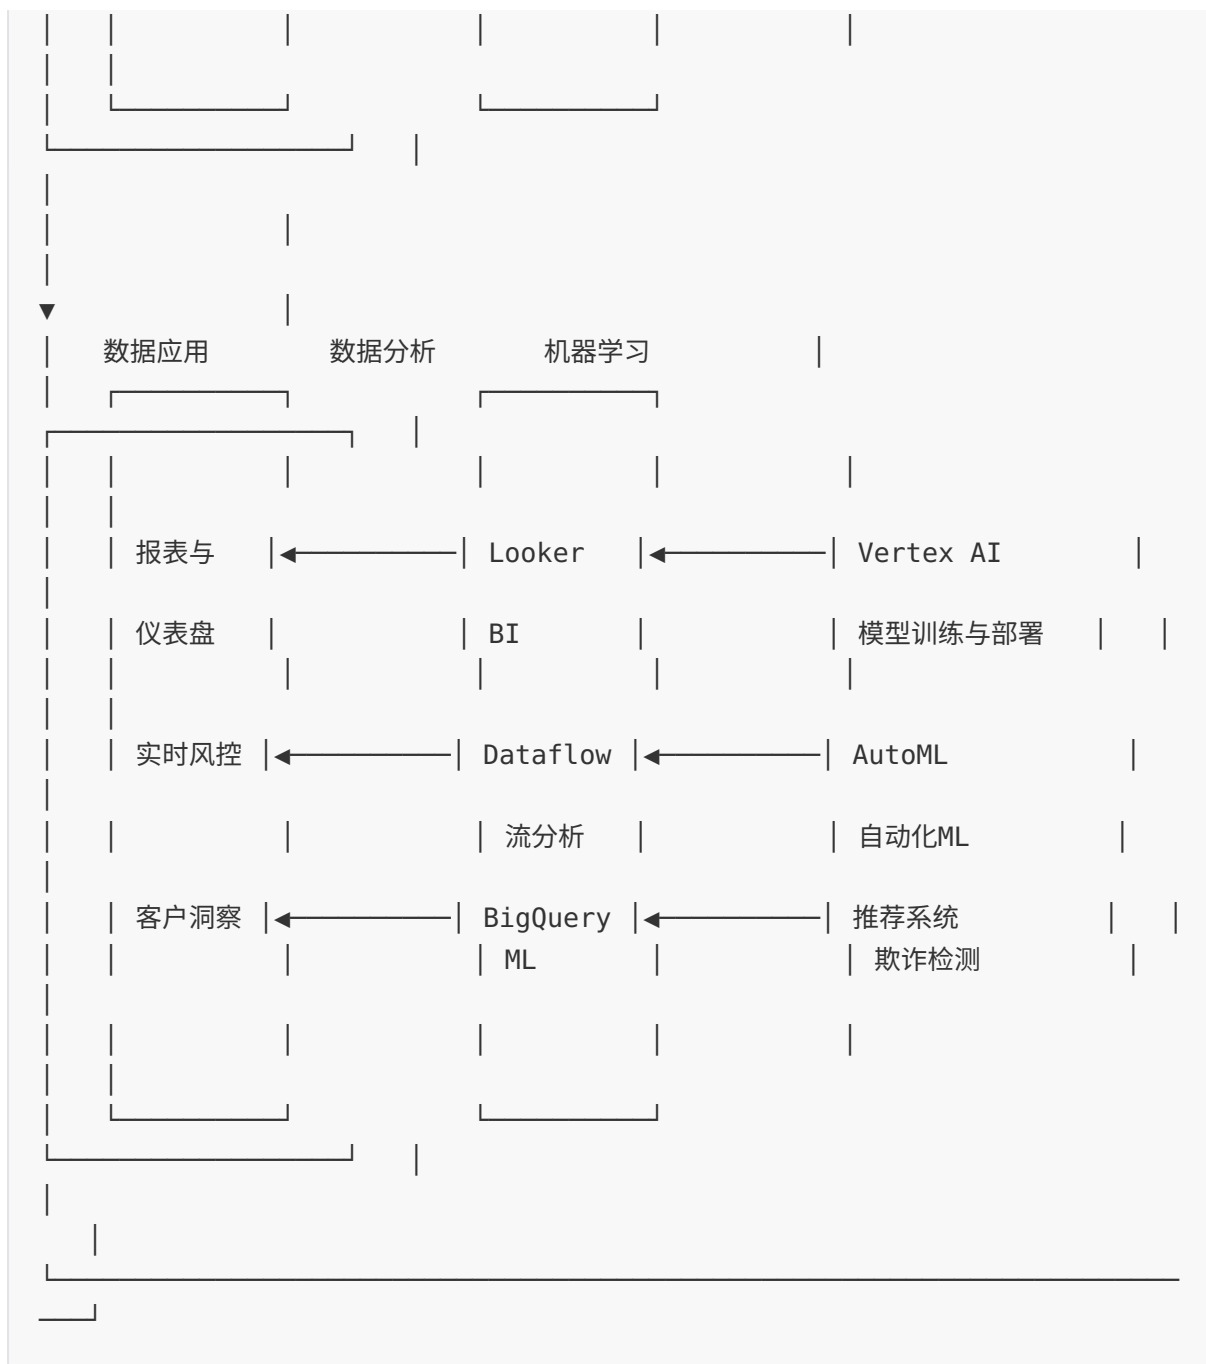 数据应用 数据分析 机器学习
报表与 Looker Vertex AI
仪表盘 BI 模型训练与部署
实时风控 Dataflow AutoML
流分析 自动化ML
客户洞察 BigQuery 推荐系统
ML 欺诈检测